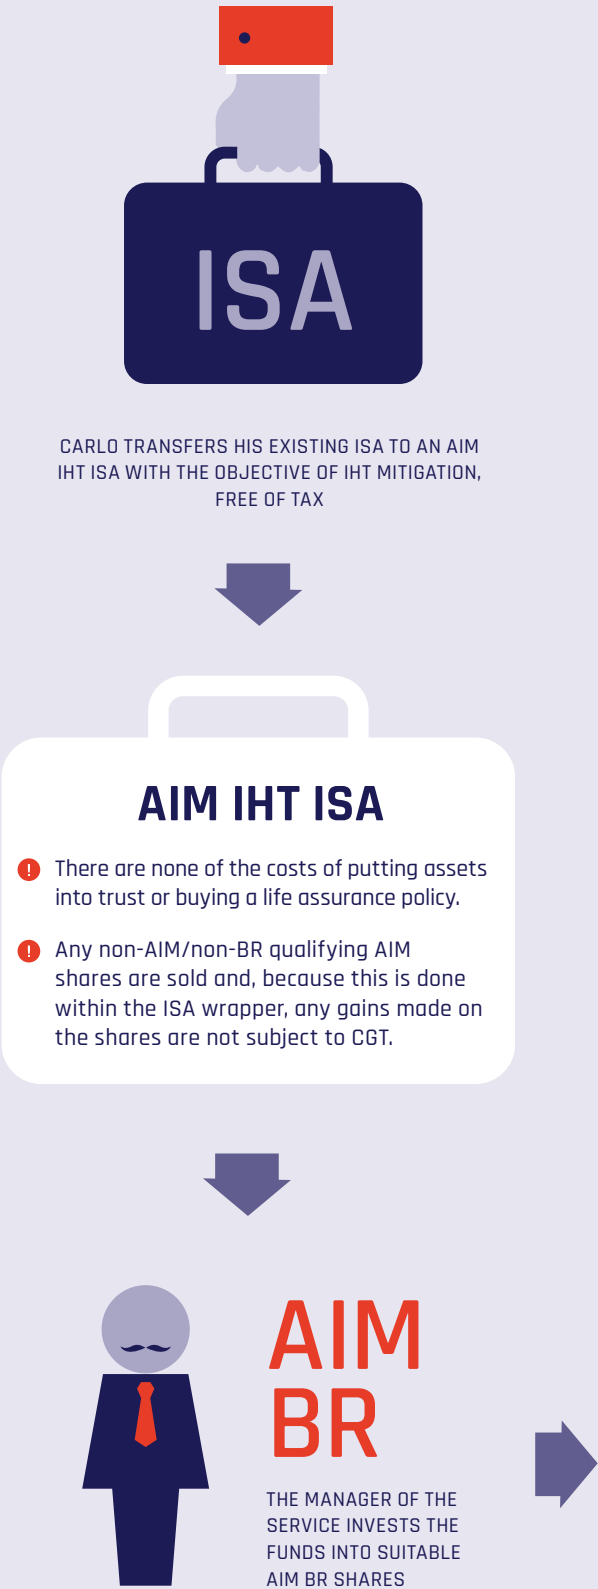 ISA
CARLO TRANSFERS HIS EXISTING ISA TO AN AIM
IHT ISA WITH THE OBJECTIVE OF IHT MITIGATION,
FREE OF TAX
AIM IHT ISA
! There are none of the costs of putting assets
into trust or buying a life assurance policy.
! Any non-AIM/non-BR qualifying AIM
shares are sold and, because this is done
within the ISA wrapper, any gains made on
the shares are not subject to CGT.
AIM
BR
THE MANAGER OF THE
SERVICE INVESTS THE
FUNDS INTO SUITABLE
AIM BR SHARES